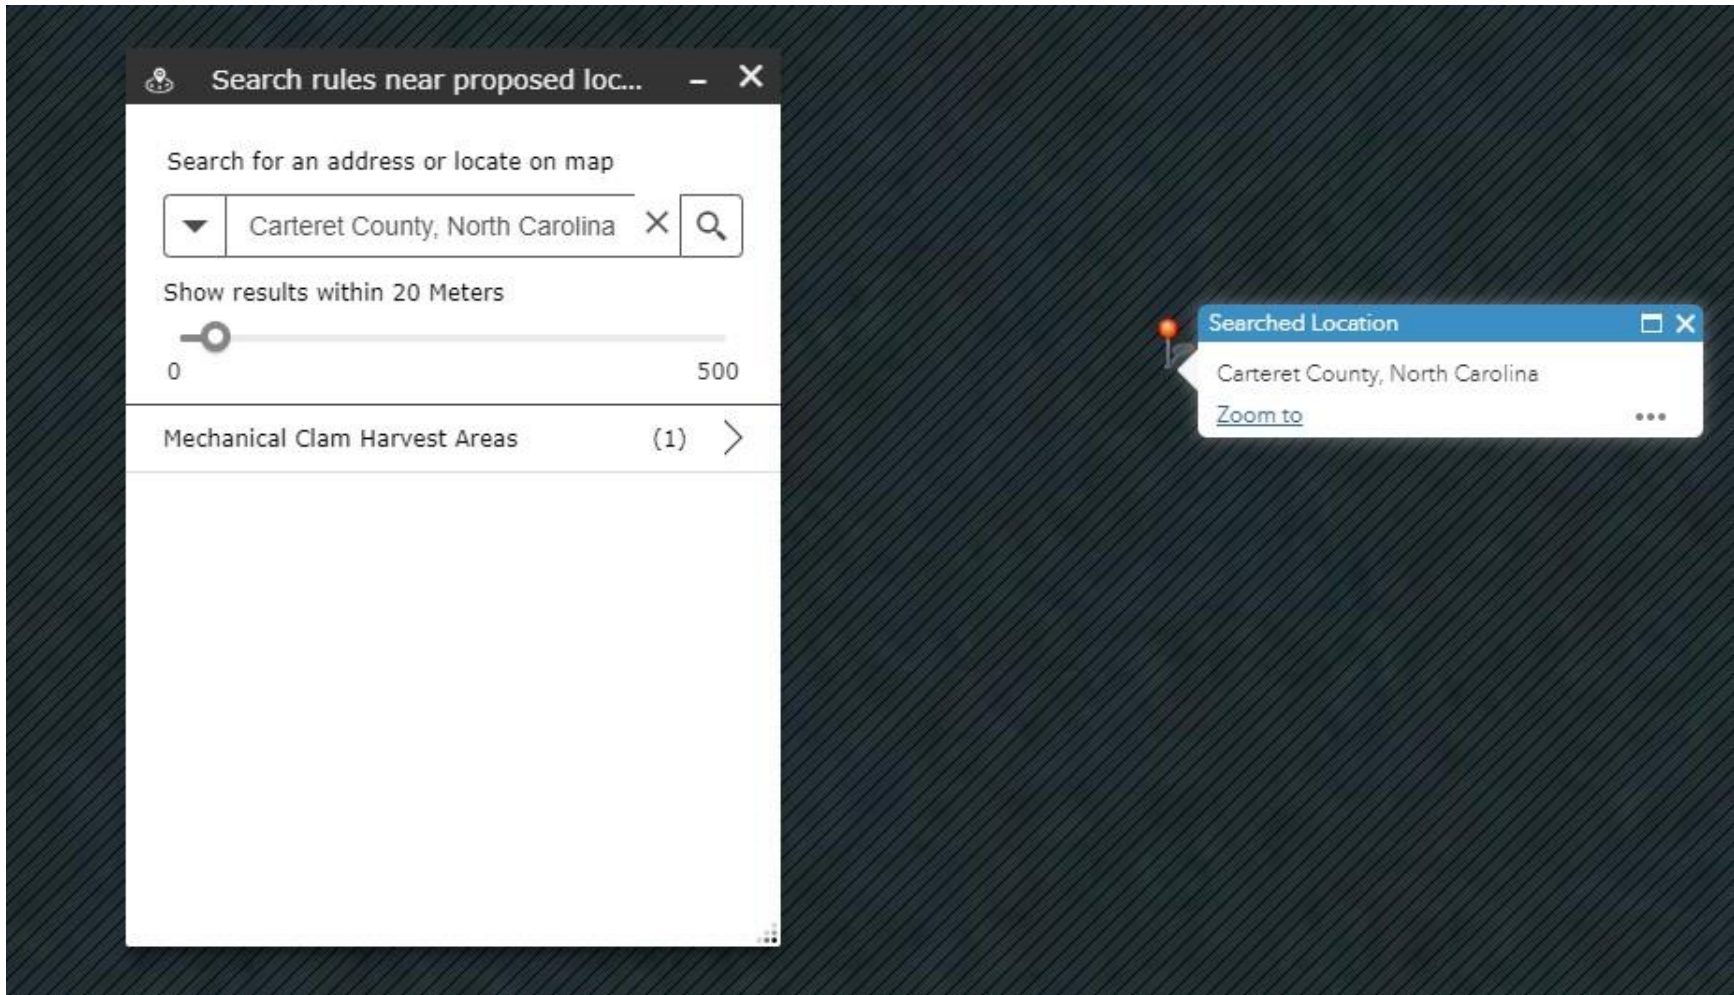 Search rules near proposed loc...
Search for an address or locate on map
Carteret County, North Carolina
Show results within 20 Meters
0 500
Mechanical Clam Harvest Areas (1)
Searched Location
Carteret County, North Carolina
Zoom to